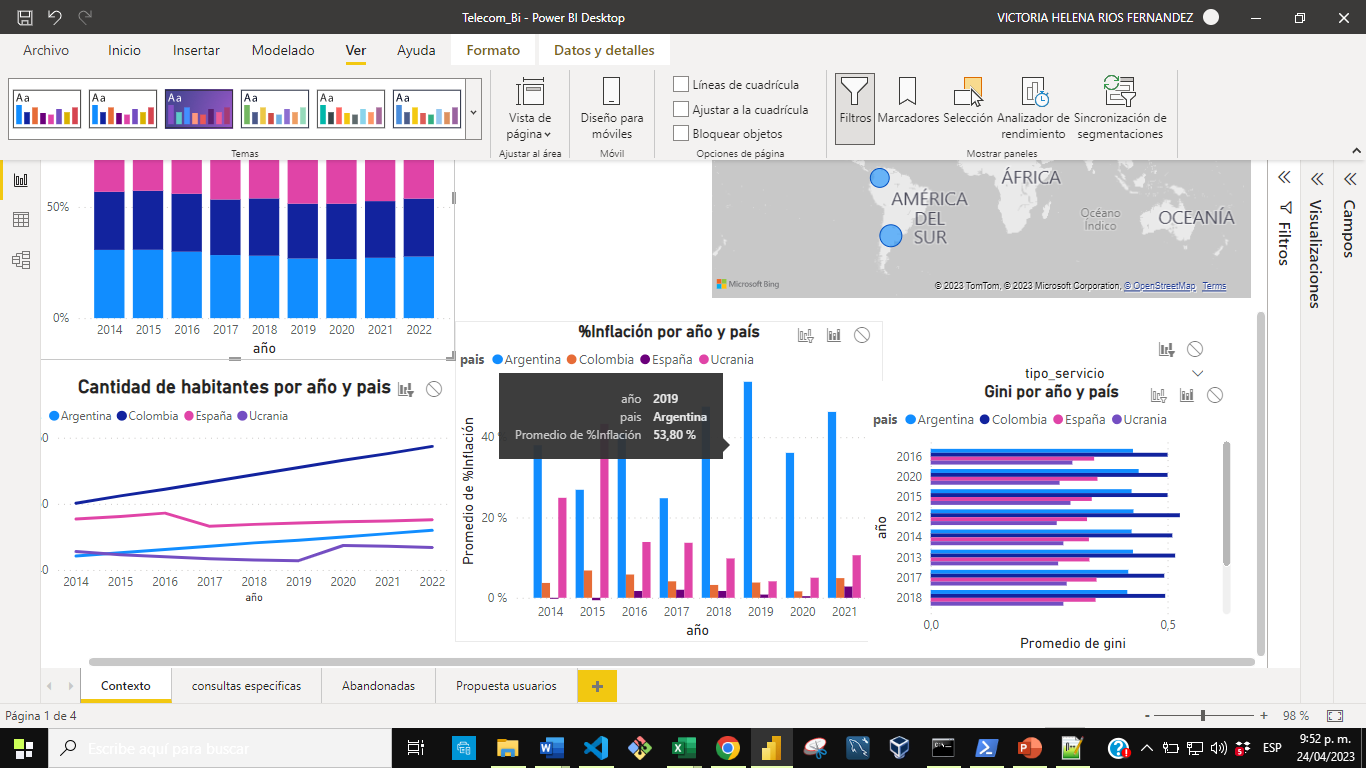 Telecom_Bi - Power BI Desktop
VICTORIA HELENA RIOS FERNANDEZ
Archivo
Inicio
Insertar
Modelado
Ver
Ayuda
Formato
Datos y detalles
Aa
Aa
Aa
Aa
Aa
Aa
Temas
Vista de
página
Ajustar al área
Diseño para
móviles
Móvil
Líneas de cuadrícula
Ajustar a la cuadrícula
Bloquear objetos
Opciones de página
Filtros
Marcadores
Selección
Analizador de
rendimiento
Sincronización de
segmentaciones
Mostrar paneles
50%
0%
2014 2015 2016 2017 2018 2019 2020 2021 2022
año
AMÉRICA
DEL
SUR
ÁFRICA
Océano
Índico
OCEANÍA
Microsoft Bing
© 2023 TomTom, © 2023 Microsoft Corporation, © OpenStreetMap Terms
Filtros
Visualizaciones
Campos
Cantidad de habitantes por año y pais
Argentina Colombia España Ucrania
2014 2015 2016 2017 2018 2019 2020 2021 2022
año
%Inflación por año y país
pais Argentina Colombia España Ucrania
año 2019
pais Argentina
Promedio de %Inflación 53,80 %
Promedio de %Inflación
40 %
20 %
0 %
2014 2015 2016 2017 2018 2019 2020 2021
año
tipo_servicio
Gini por año y país
pais Argentina Colombia España Ucrania
año
2016
2020
2015
2012
2014
2013
2017
2018
0,0 0,5
Promedio de gini
Contexto
consultas especificas
Abandonadas
Propuesta usuarios
Página 1 de 4
98 %
Escribe aquí para buscar
ESP
9:52 p. m.
24/04/2023